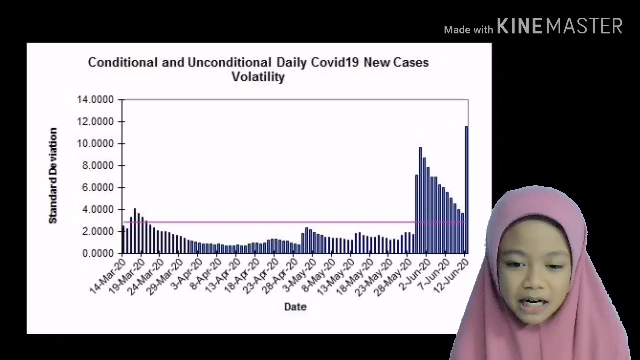 Made with KINEMASTER
Conditional and Unconditional Daily Covid19 New Cases
Volatility
14.0000
12.0000
10.0000
8.0000
6.0000
4.0000
2.0000
0.0000
Standard Deviation
14-Mar-20
19-Mar-20
24-Mar-20
29-Mar-20
3-Apr-20
8-Apr-20
13-Apr-20
18-Apr-20
23-Apr-20
28-Apr-20
3-May-20
8-May-20
13-May-20
18-May-20
23-May-20
28-May-20
2-Jun-20
7-Jun-20
12-Jun-20
Date